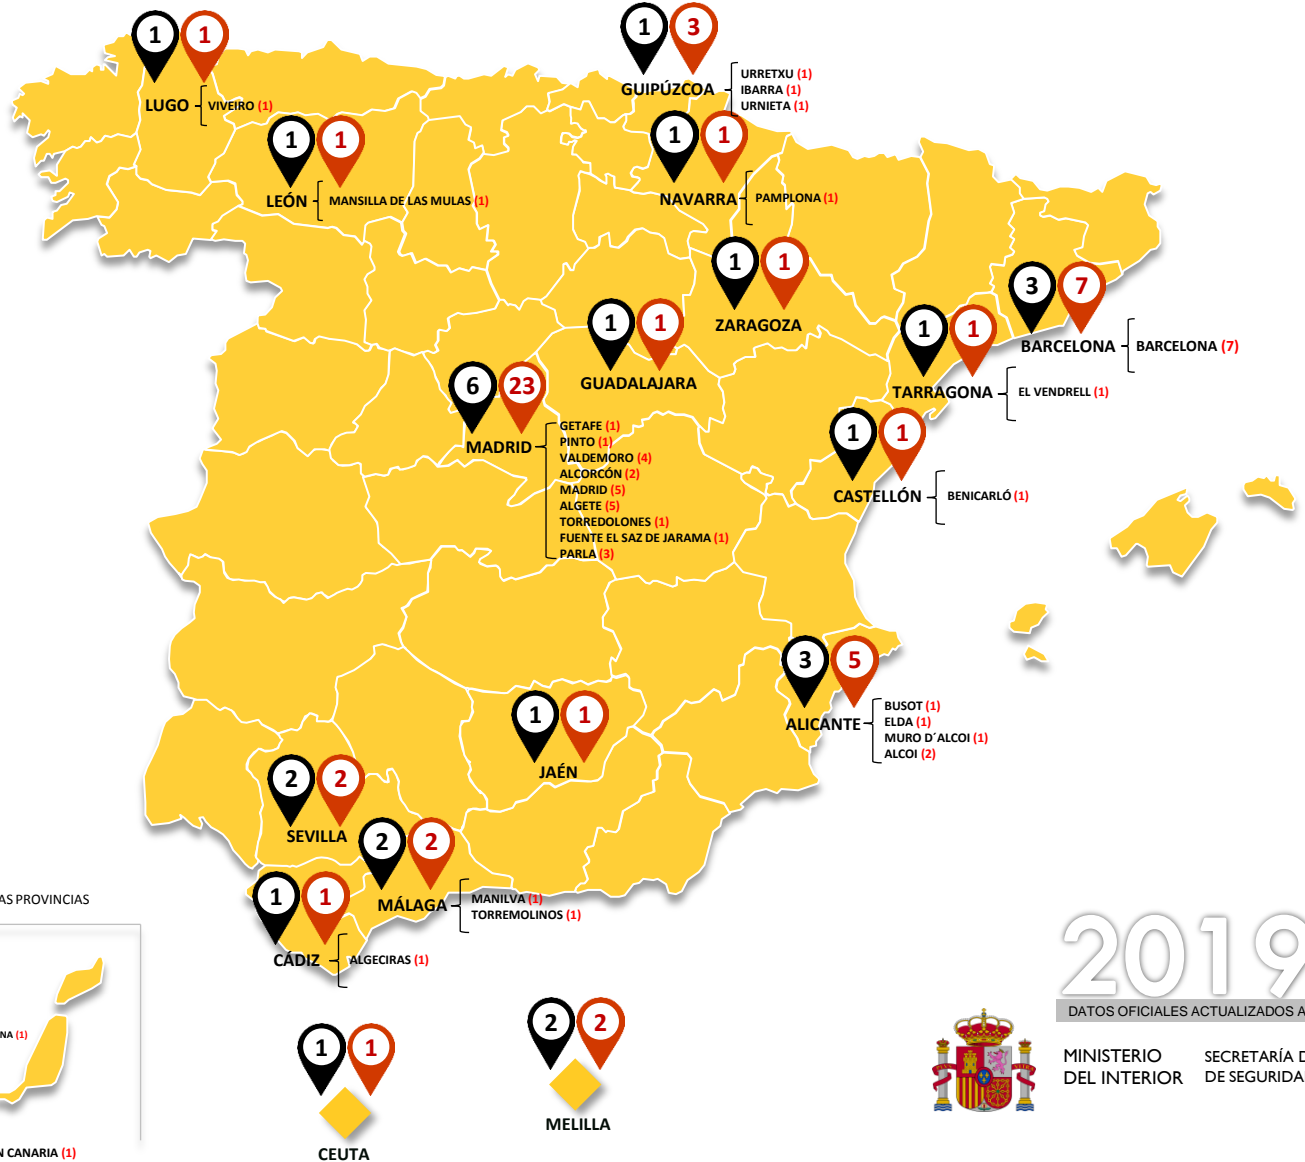 1 1
LUGO
VIVEIRO (1)
1 3
GUIPÚZCOA
URRETXU (1)
IBARRA (1)
URNIETA (1)
1 1
LEÓN
MANSILLA DE LAS MULAS (1)
1 1
NAVARRA
PAMPLONA (1)
1 1
ZARAGOZA
3 7
BARCELONA
BARCELONA (7)
1 1
GUADALAJARA
1 1
TARRAGONA
EL VENDRELL (1)
6 23
MADRID
GETAFE (1)
PINTO (1)
VALDEMORO (4)
ALCORCÓN (2)
MADRID (5)
ALGETE (5)
TORREDOLONES (1)
FUENTE EL SAZ DE JARAMA (1)
PARLA (3)
1 1
CASTELLÓN
BENICARLÓ (1)
3 5
ALICANTE
BUSOT (1)
ELDA (1)
MURO D´ALCOI (1)
ALCOI (2)
1 1
JAÉN
2 2
SEVILLA
2 2
MÁLAGA
MANILVA (1)
TORREMOLINOS (1)
1 1
CÁDIZ
ALGECIRAS (1)
AS PROVINCIAS
NA (1)
N CANARIA (1)
1 1
CEUTA
2 2
MELILLA
2019
DATOS OFICIALES ACTUALIZADOS A
MINISTERIO
DEL INTERIOR
SECRETARÍA D
DE SEGURIDA